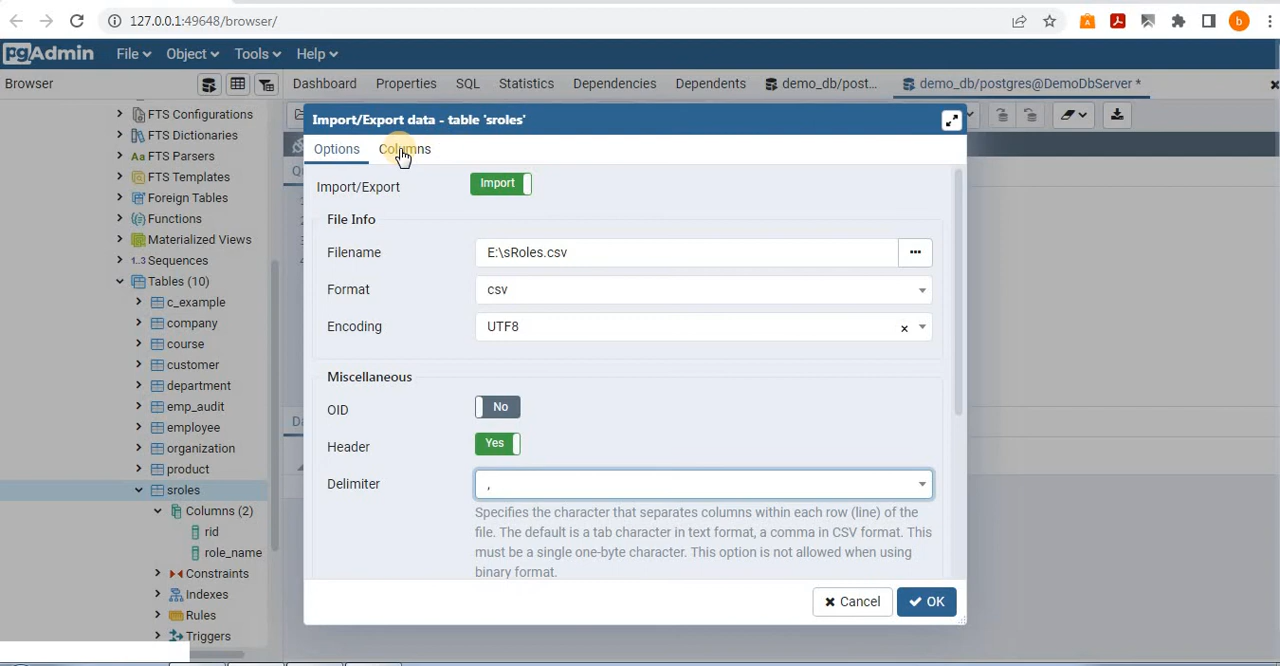 127.0.0.1:49648/browser/
b
pgAdmin File Object Tools Help
Browser
Dashboard Properties SQL Statistics Dependencies Dependents demo_db/post... demo_db/postgres@DemoDbServer *
FTS Configurations
FTS Dictionaries
Aa FTS Parsers
FTS Templates
Foreign Tables
Functions
Materialized Views
1..3 Sequences
Tables (10)
c_example
company
course
customer
department
emp_audit
employee
organization
product
sroles
Columns (2)
rid
role_name
Constraints
Indexes
Rules
Triggers
Import/Export data - table 'sroles'
Options Columns
Import/Export Import
File Info
Filename E:\sRoles.csv ...
Format csv
Encoding UTF8 ×
Miscellaneous
OID No
Header Yes
Delimiter ,
Specifies the character that separates columns within each row (line) of the
file. The default is a tab character in text format, a comma in CSV format. This
must be a single one-byte character. This option is not allowed when using
binary format.
Cancel OK